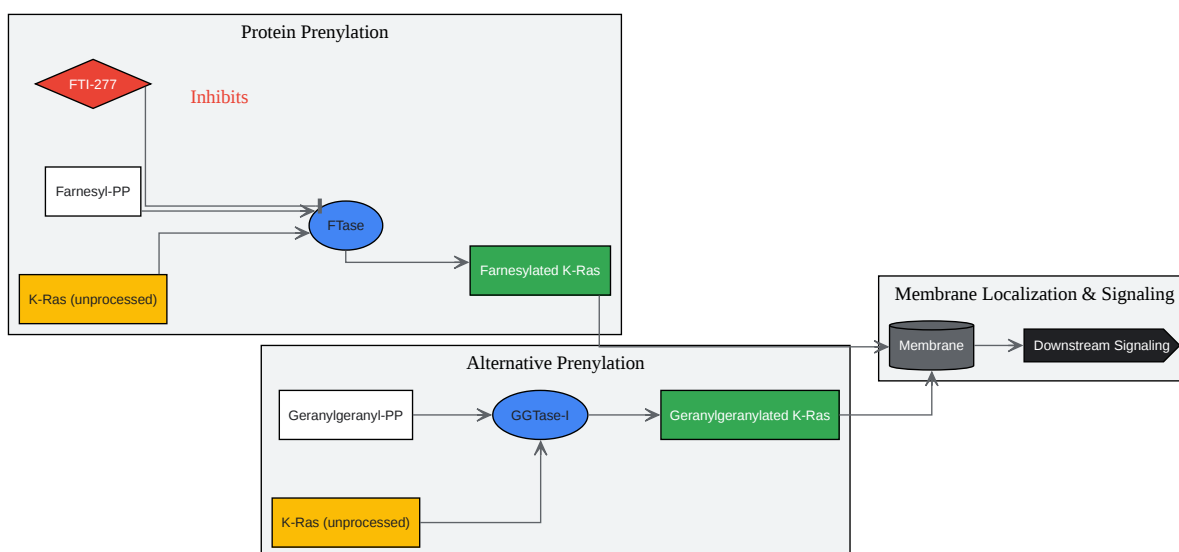 Protein Prenylation
FTI-277
Inhibits
Farnesyl-PP
FTase
K-Ras (unprocessed)
Farnesylated K-Ras
Membrane Localization & Signaling
Membrane
Downstream Signaling
Alternative Prenylation
Geranylgeranyl-PP
GGTase-I
Geranylgeranylated K-Ras
K-Ras (unprocessed)